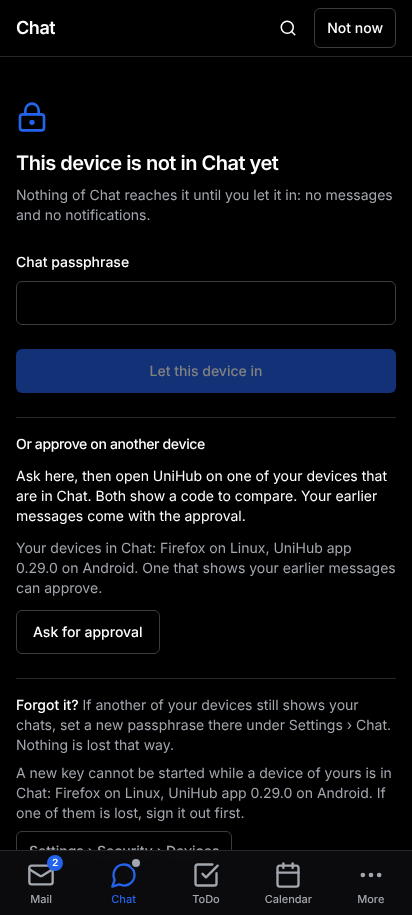 Chat
Not now
This device is not in Chat yet
Nothing of Chat reaches it until you let it in: no messages
and no notifications.
Chat passphrase
Let this device in
Or approve on another device
Ask here, then open UniHub on one of your devices that
are in Chat. Both show a code to compare. Your earlier
messages come with the approval.
Your devices in Chat: Firefox on Linux, UniHub app
0.29.0 on Android. One that shows your earlier messages
can approve.
Ask for approval
Forgot it? If another of your devices still shows your
chats, set a new passphrase there under Settings › Chat.
Nothing is lost that way.
A new key cannot be started while a device of yours is in
Chat: Firefox on Linux, UniHub app 0.29.0 on Android. If
one of them is lost, sign it out first.
Settings › Security › Devices
2
Mail
Chat
ToDo
Calendar
More